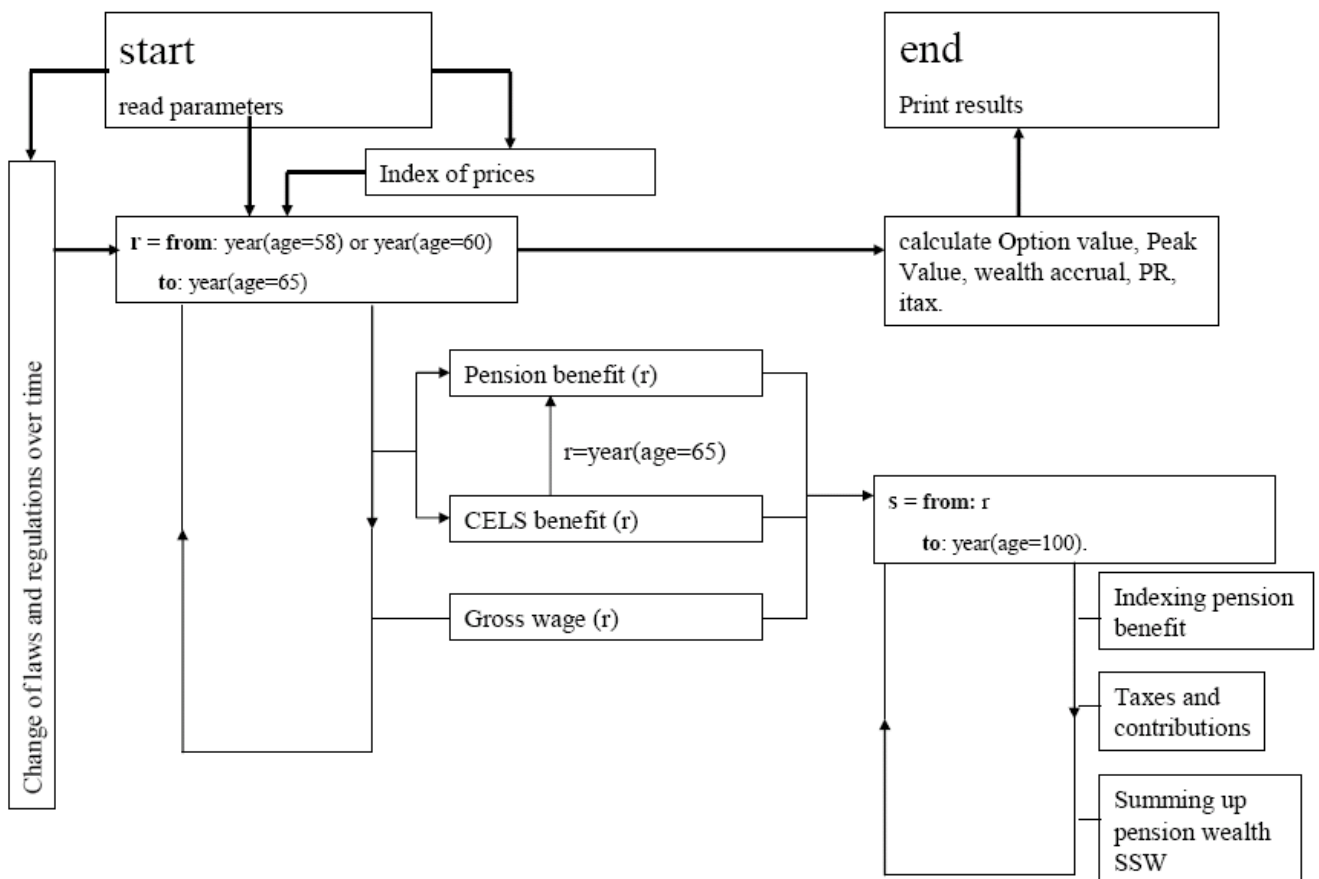 start
read parameters
end
Print results
Index of prices
r = from: year(age=58) or year(age=60)
to: year(age=65)
calculate Option value, Peak
Value, wealth accrual, PR,
itax.
Change of laws and regulations over time
Pension benefit (r)
r=year(age=65)
CELS benefit (r)
Gross wage (r)
s = from: r
to: year(age=100).
Indexing pension
benefit
Taxes and
contributions
Summing up
pension wealth
SSW